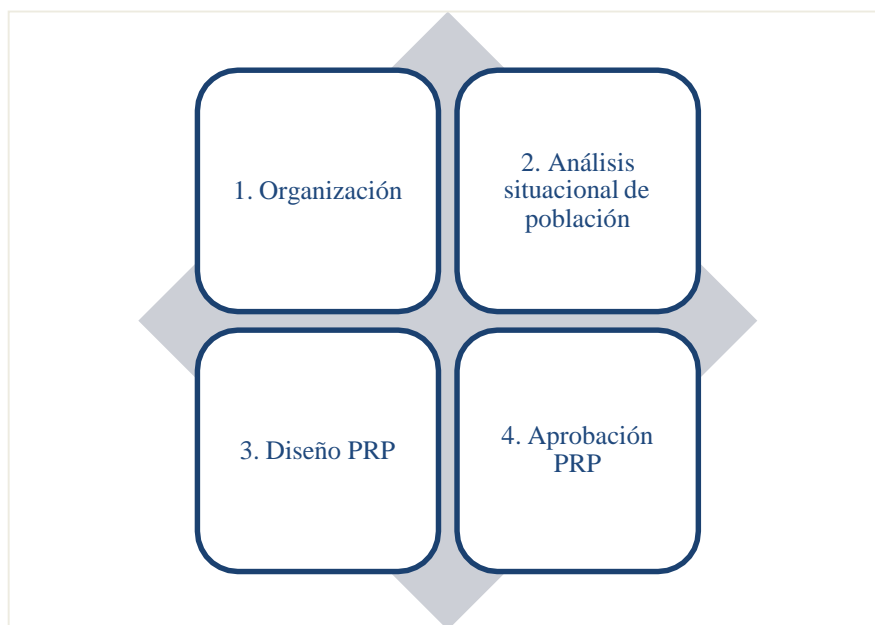 1. Organización
2. Análisis
situacional de
población
3. Diseño PRP
4. Aprobación
PRP